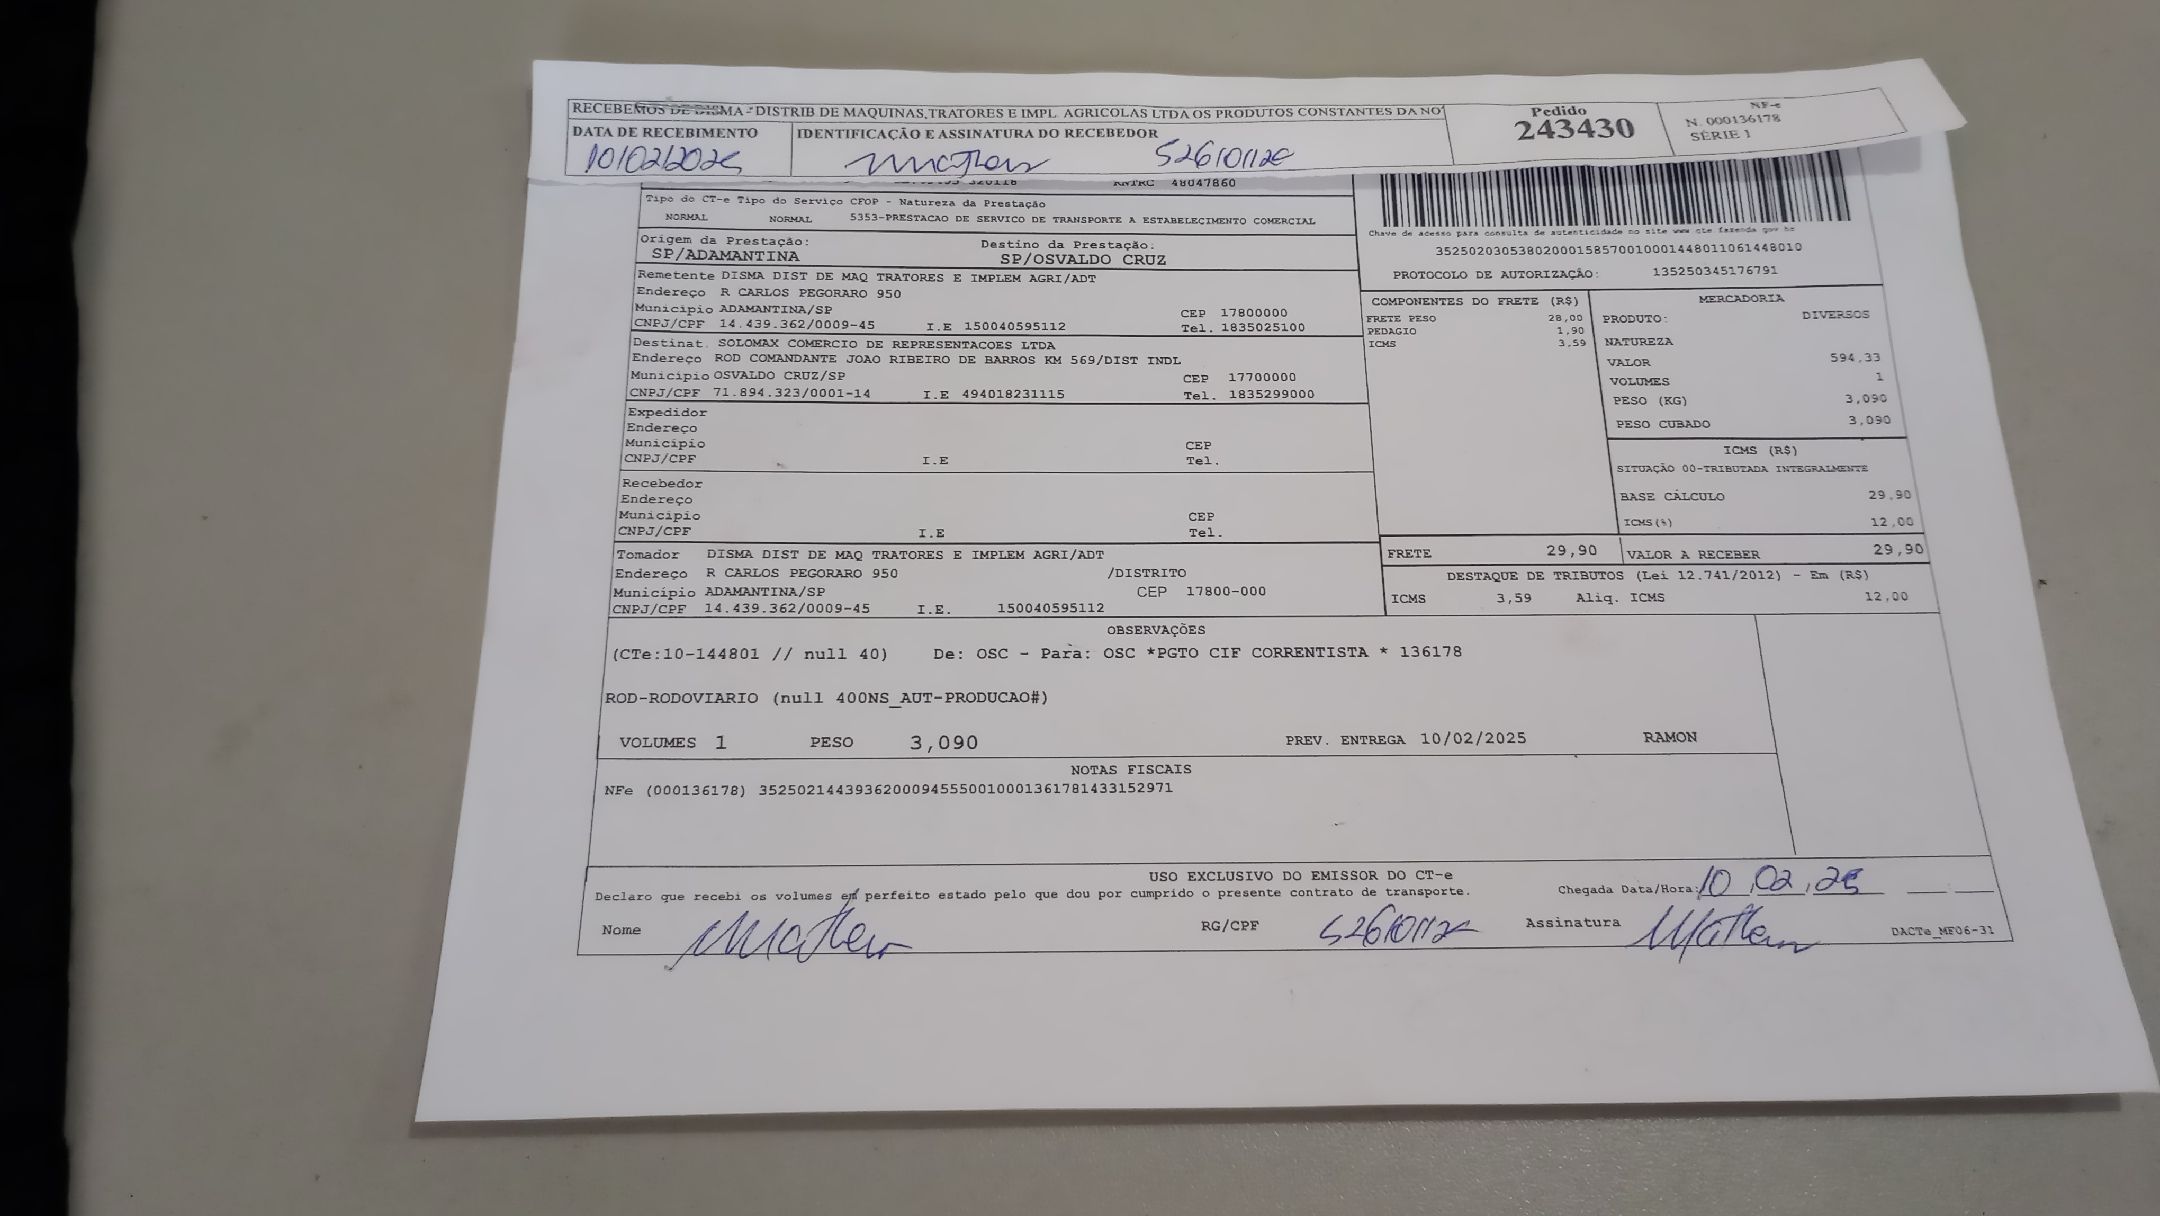 RECEBEMOS DE DISMA - DISTRIB DE MAQUINAS,TRATORES E IMPL. AGRICOLAS LTDA OS PRODUTOS CONSTANTES DA NO
Pedido
243430
NF-e
N. 000136178
SÉRIE 1
DATA DE RECEBIMENTO IDENTIFICAÇÃO E ASSINATURA DO RECEBEDOR
10/02/2025
RNTRC 48047860
Tipo do CT-e Tipo do Serviço CFOP - Natureza da Prestação
NORMAL NORMAL 5353-PRESTACAO DE SERVICO DE TRANSPORTE A ESTABELECIMENTO COMERCIAL
Chave de acesso para consulta de autenticidade no site www cte fazenda gov br
35250203053802000158570010001448011061448010
PROTOCOLO DE AUTORIZAÇÃO: 135250345176791
Origem da Prestação: Destino da Prestação.
SP/ADAMANTINA SP/OSVALDO CRUZ
Remetente DISMA DIST DE MAQ TRATORES E IMPLEM AGRI/ADT
Endereço R CARLOS PEGORARO 950
Municipio ADAMANTINA/SP CEP 17800000
CNPJ/CPF 14.439.362/0009-45 I.E 150040595112 Tel. 1835025100
Destinat. SOLOMAX COMERCIO DE REPRESENTACOES LTDA
Endereço ROD COMANDANTE JOAO RIBEIRO DE BARROS KM 569/DIST INDL
Municipio OSVALDO CRUZ/SP CEP 17700000
CNPJ/CPF 71.894.323/0001-14 I.E 494018231115 Tel. 1835299000
Expedidor
Endereço
Municipio CEP
CNPJ/CPF I.E Tel.
Recebedor
Endereço
Municipio CEP
CNPJ/CPF I.E Tel.
Tomador DISMA DIST DE MAQ TRATORES E IMPLEM AGRI/ADT
Endereço R CARLOS PEGORARO 950 /DISTRITO
Municipio ADAMANTINA/SP CEP 17800-000
CNPJ/CPF 14.439.362/0009-45 I.E. 150040595112
COMPONENTES DO FRETE (R$)
FRETE PESO 28,00
PEDAGIO 1,90
ICMS 3,59
MERCADORIA
PRODUTO: DIVERSOS
NATUREZA
VALOR 594,33
VOLUMES 1
PESO (KG) 3,090
PESO CUBADO 3,090
ICMS (R$)
SITUAÇÃO 00-TRIBUTADA INTEGRALMENTE
BASE CÁLCULO 29,90
ICMS(%) 12,00
FRETE 29,90 VALOR A RECEBER 29,90
DESTAQUE DE TRIBUTOS (Lei 12.741/2012) - Em (R$)
ICMS 3,59 Aliq. ICMS 12,00
OBSERVAÇÕES
(CTe:10-144801 // null 40) De: OSC - Para: OSC *PGTO CIF CORRENTISTA * 136178
ROD-RODOVIARIO (null 400NS_AUT-PRODUCAO#)
VOLUMES 1 PESO 3,090 PREV. ENTREGA 10/02/2025 RAMON
NOTAS FISCAIS
NFe (000136178) 35250214439362000945550010001361781433152971
USO EXCLUSIVO DO EMISSOR DO CT-e
Declaro que recebi os volumes em perfeito estado pelo que dou por cumprido o presente contrato de transporte. Chegada Data/Hora: 10,02,25
Nome RG/CPF Assinatura
DACTe_MF06-31